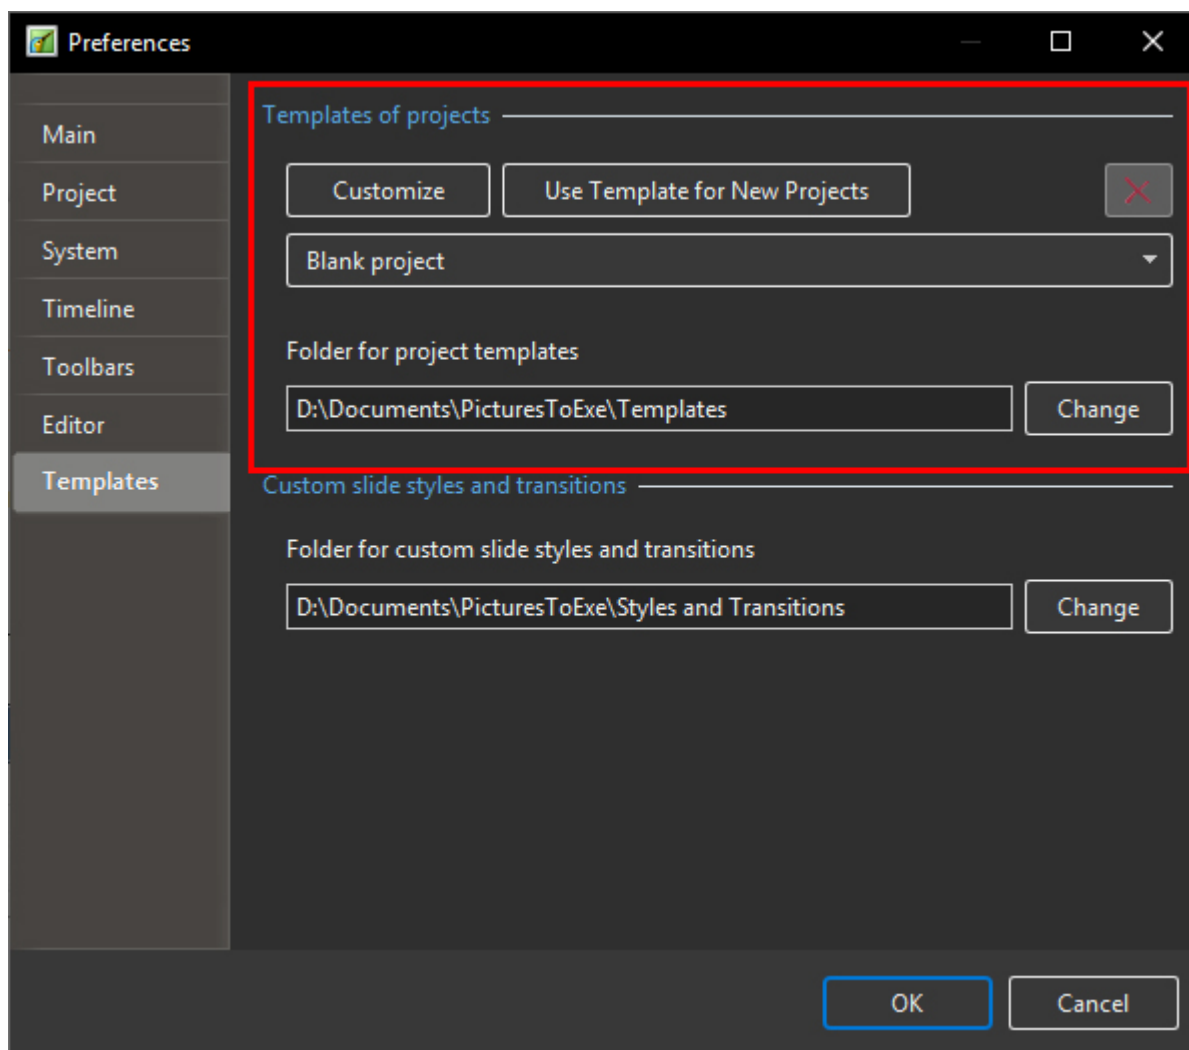 Preferences
Main
Project
System
Timeline
Toolbars
Editor
Templates
Templates of projects
Customize
Use Template for New Projects
Blank project
Folder for project templates
D:\Documents\PicturesToExe\Templates
Change
Custom slide styles and transitions
Folder for custom slide styles and transitions
D:\Documents\PicturesToExe\Styles and Transitions
Change
OK
Cancel